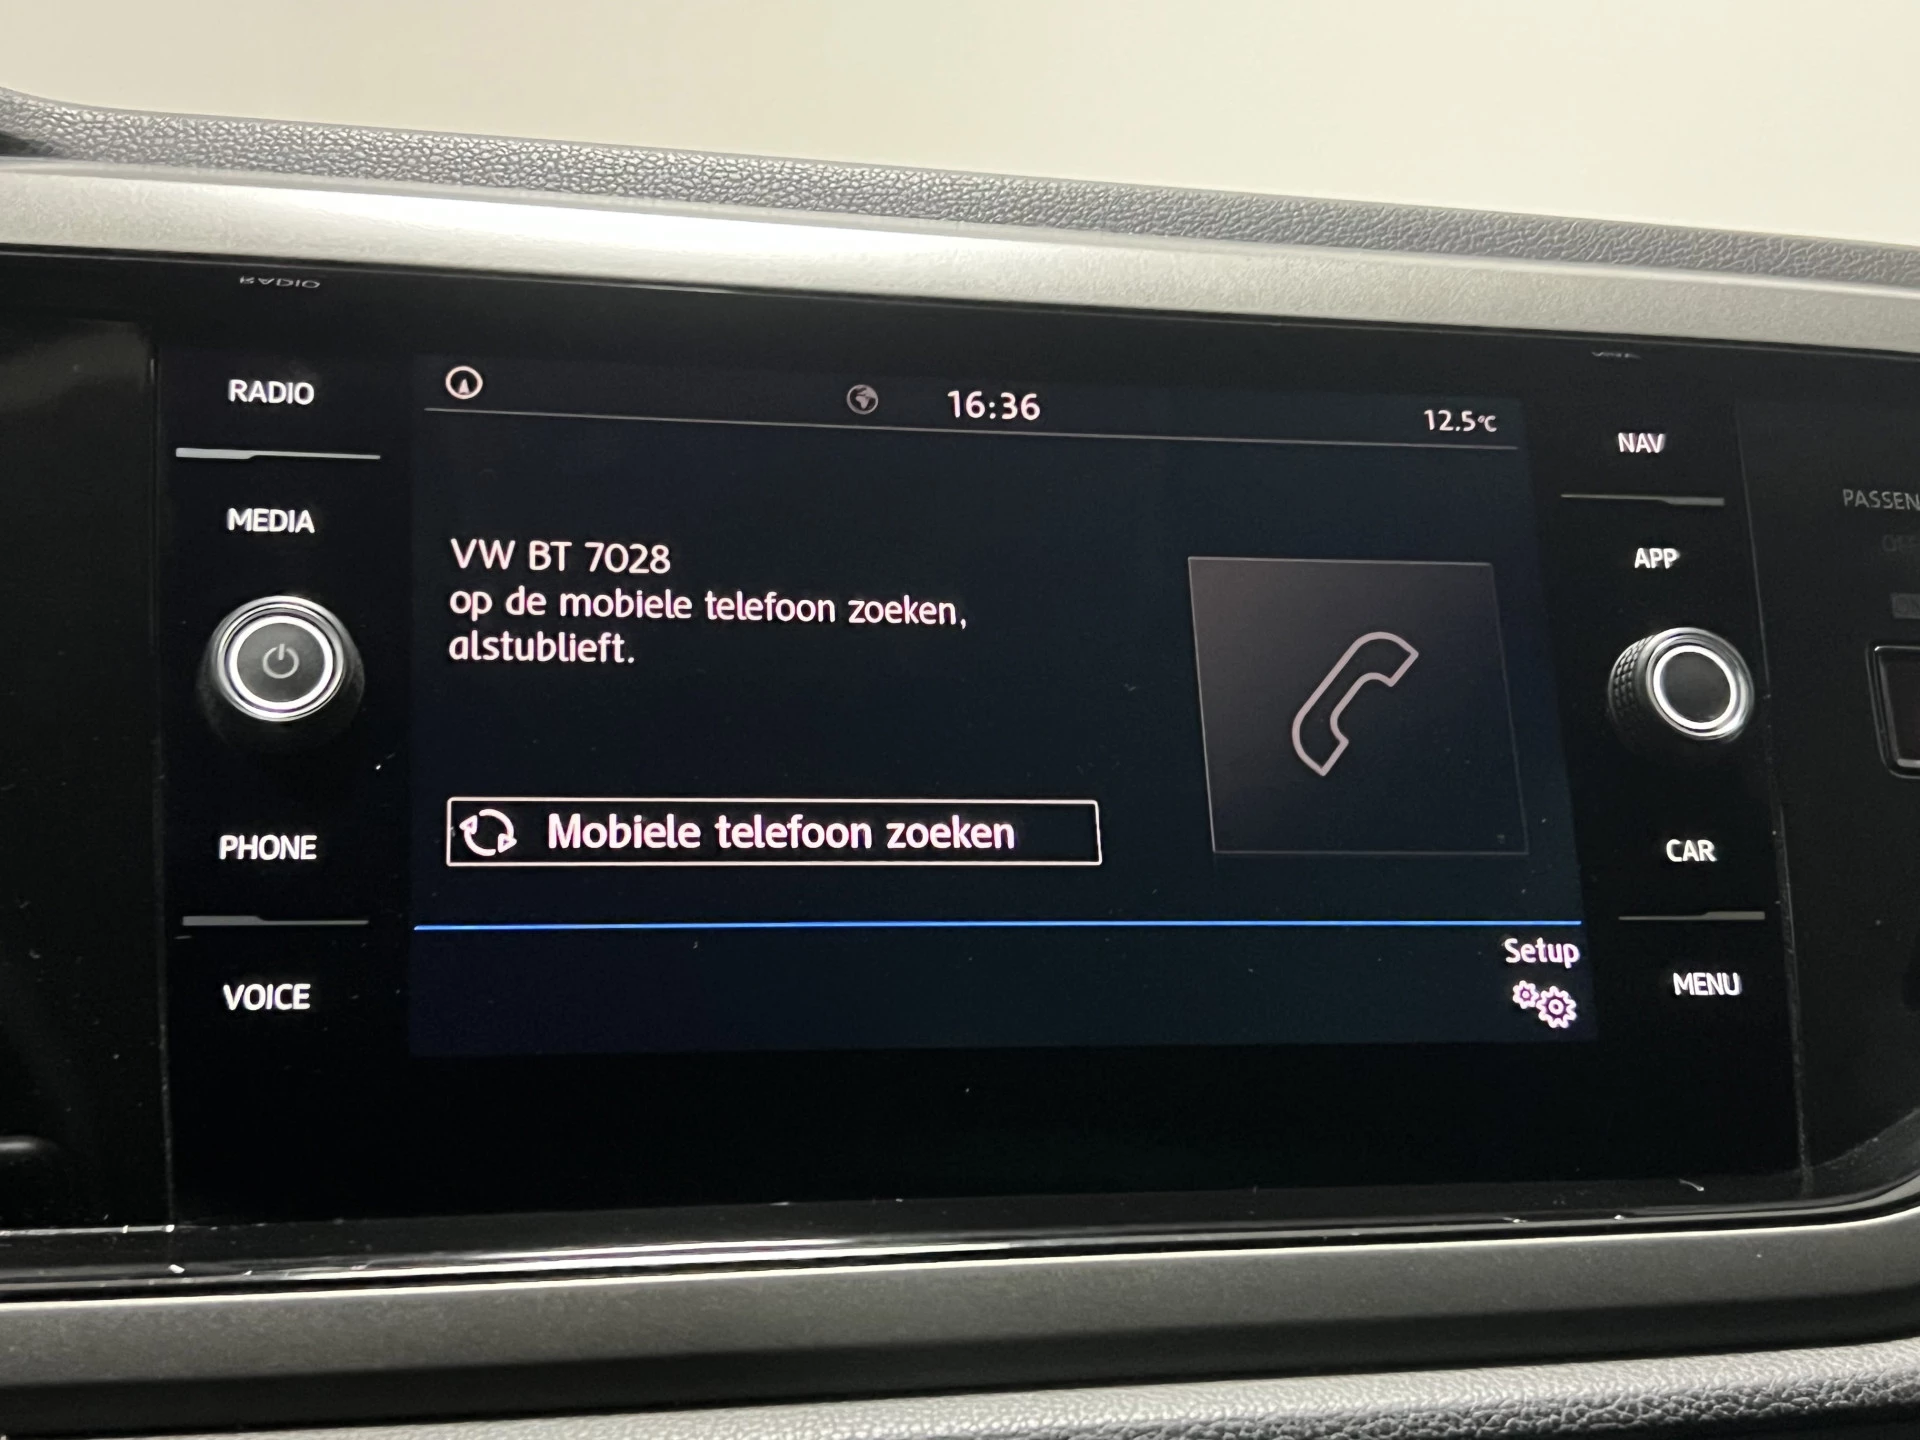 RADIO
MEDIA
PHONE
VOICE
16:36
12.5°C
VW BT 7028
op de mobiele telefoon zoeken,
alstublieft.
Mobiele telefoon zoeken
Setup
NAV
APP
CAR
MENU